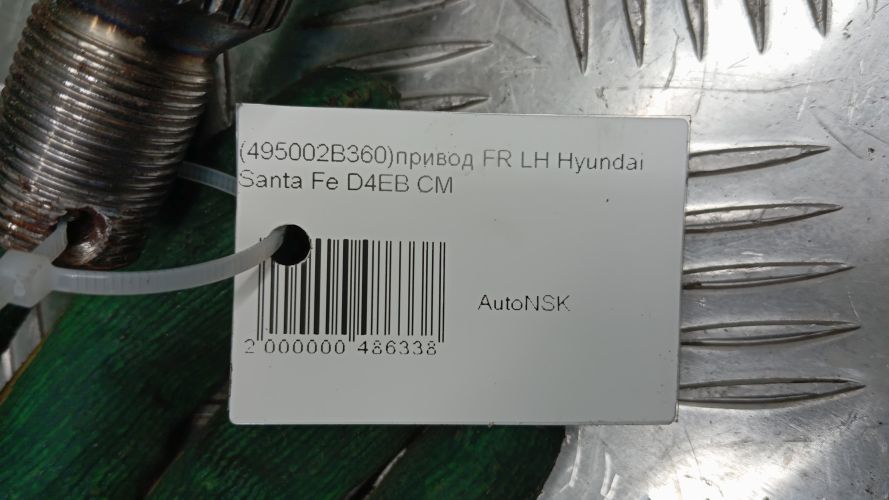 (495002B360)привод FR LH Hyundai
Santa Fe D4EB CM
AutoNSK
2 000000 486338